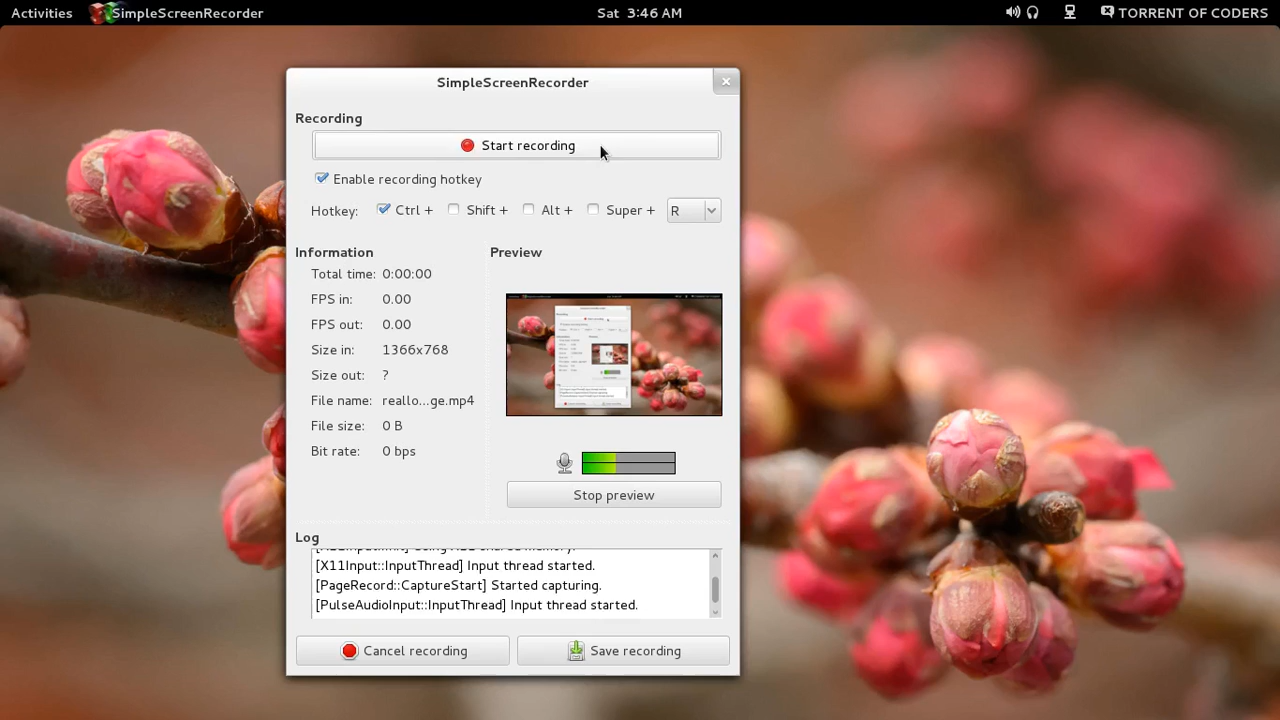 Activities SimpleScreenRecorder Sat 3:46 AM TORRENT OF CODERS
SimpleScreenRecorder
Recording
Start recording
Enable recording hotkey
Hotkey: Ctrl + Shift + Alt + Super + R
Information
Total time: 0:00:00
FPS in: 0.00
FPS out: 0.00
Size in: 1366x768
Size out: ?
File name: reallo...ge.mp4
File size: 0 B
Bit rate: 0 bps
Preview
Stop preview
Log
[X11Input::InputThread] Input thread started.
[PageRecord::CaptureStart] Started capturing.
[PulseAudioInput::InputThread] Input thread started.
Cancel recording Save recording